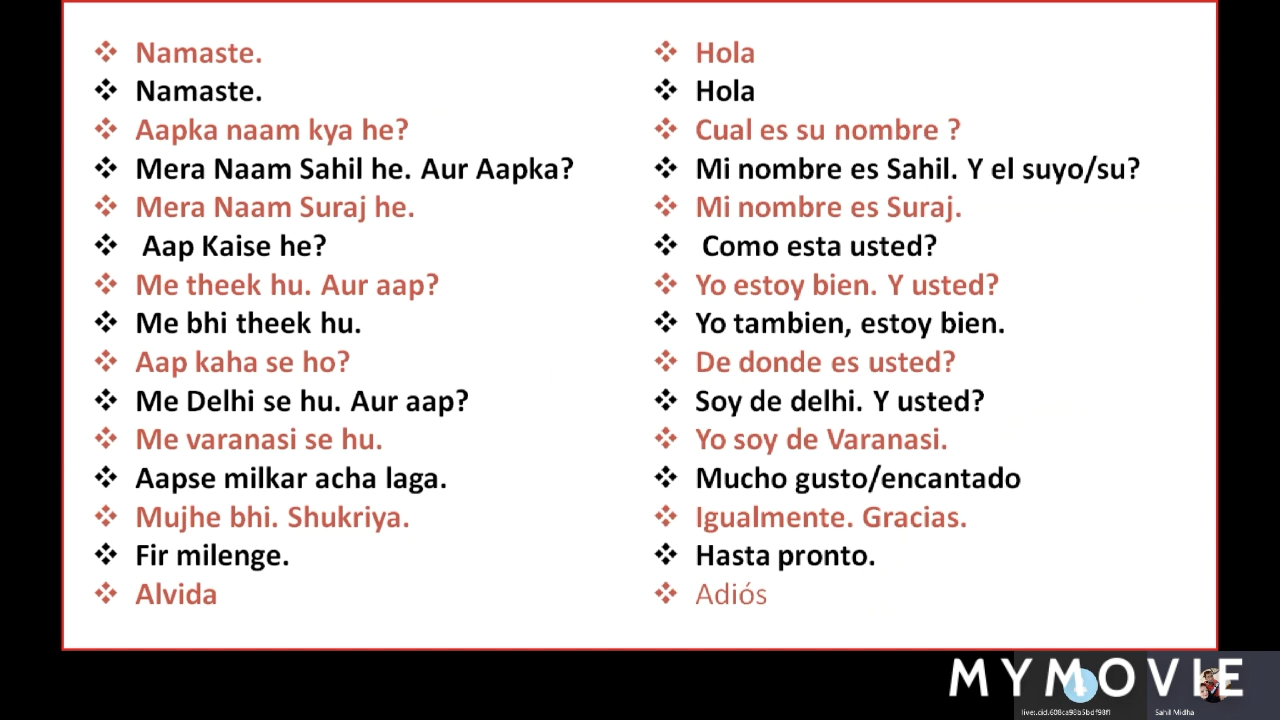 Namaste.
Namaste.
Aapka naam kya he?
Mera Naam Sahil he. Aur Aapka?
Mera Naam Suraj he.
Aap Kaise he?
Me theek hu. Aur aap?
Me bhi theek hu.
Aap kaha se ho?
Me Delhi se hu. Aur aap?
Me varanasi se hu.
Aapse milkar acha laga.
Mujhe bhi. Shukriya.
Fir milenge.
Alvida
Hola
Hola
Cual es su nombre ?
Mi nombre es Sahil. Y el suyo/su?
Mi nombre es Suraj.
Como esta usted?
Yo estoy bien. Y usted?
Yo tambien, estoy bien.
De donde es usted?
Soy de delhi. Y usted?
Yo soy de Varanasi.
Mucho gusto/encantado
Igualmente. Gracias.
Hasta pronto.
Adiós
MYMOVIE
Sahil Midha